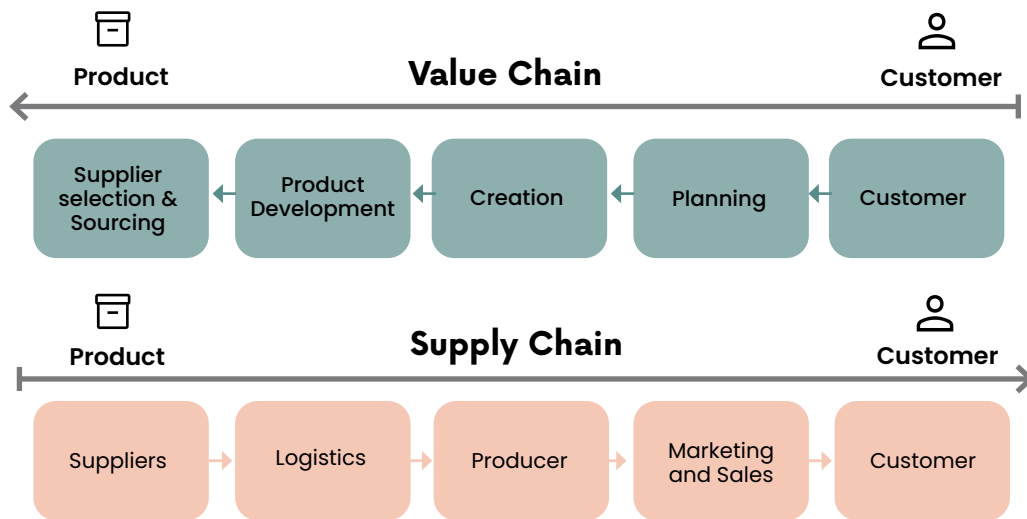 Product
Value Chain
Customer
Supplier
selection &
Sourcing
Product
Development
Creation
Planning
Customer
Product
Supply Chain
Customer
Suppliers
Logistics
Producer
Marketing
and Sales
Customer